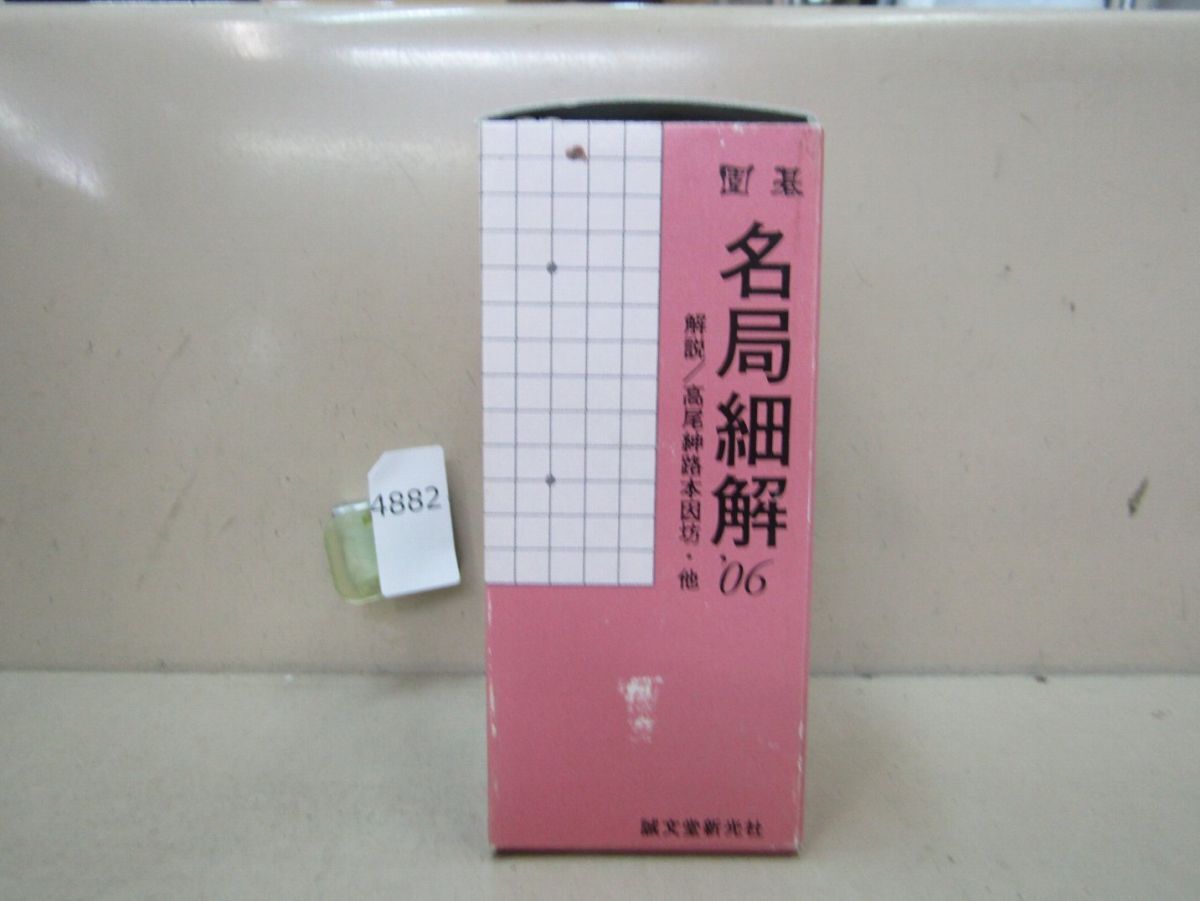 囲碁
名局細解
'06
解説/高尾紳路本因坊・他
誠文堂新光社
4882